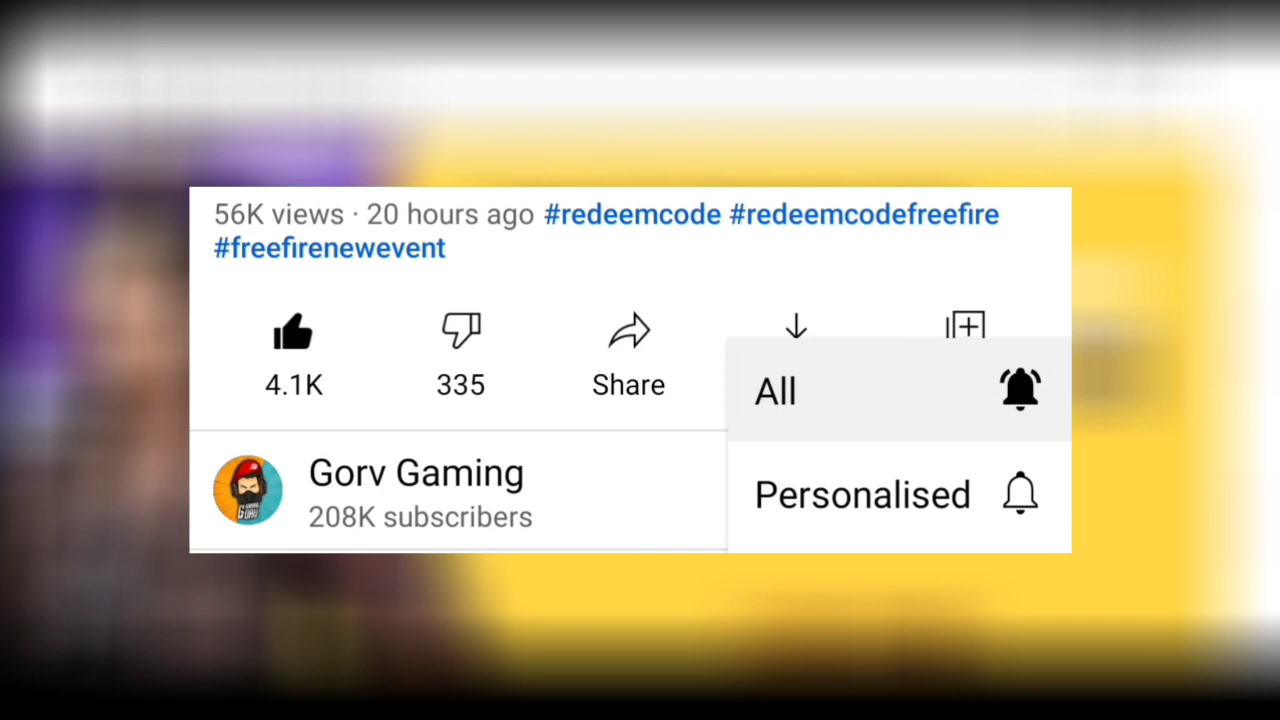 56K views · 20 hours ago #redeemcode #redeemcodefreefire
#freefirenewevent
4.1K
335
Share
All
Gorv Gaming
208K subscribers
Personalised